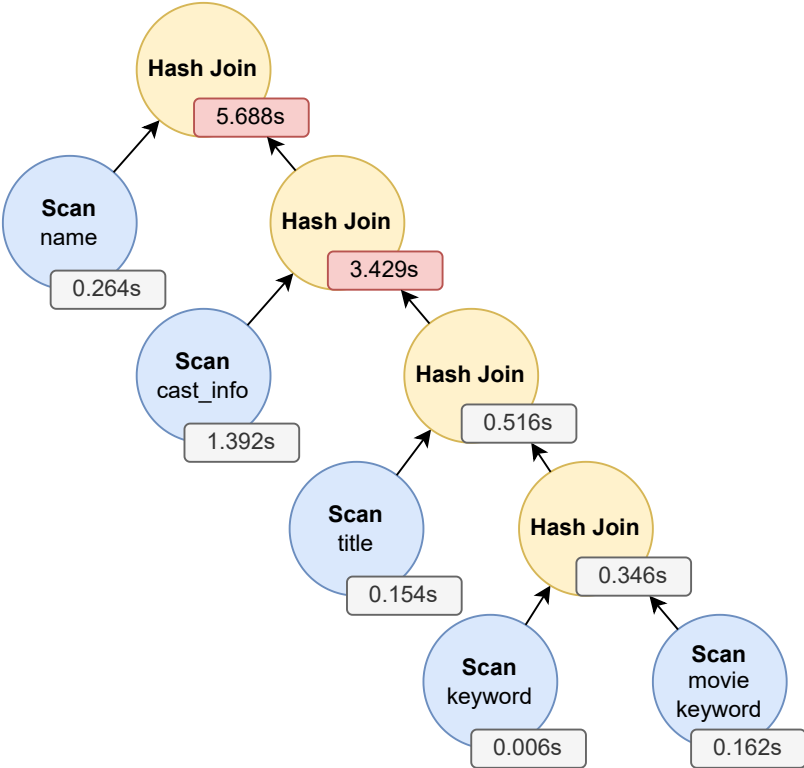 Hash Join
5.688s
Scan
name
0.264s
Hash Join
3.429s
Scan
cast_info
1.392s
Hash Join
0.516s
Scan
title
0.154s
Hash Join
0.346s
Scan
keyword
0.006s
Scan
movie
keyword
0.162s